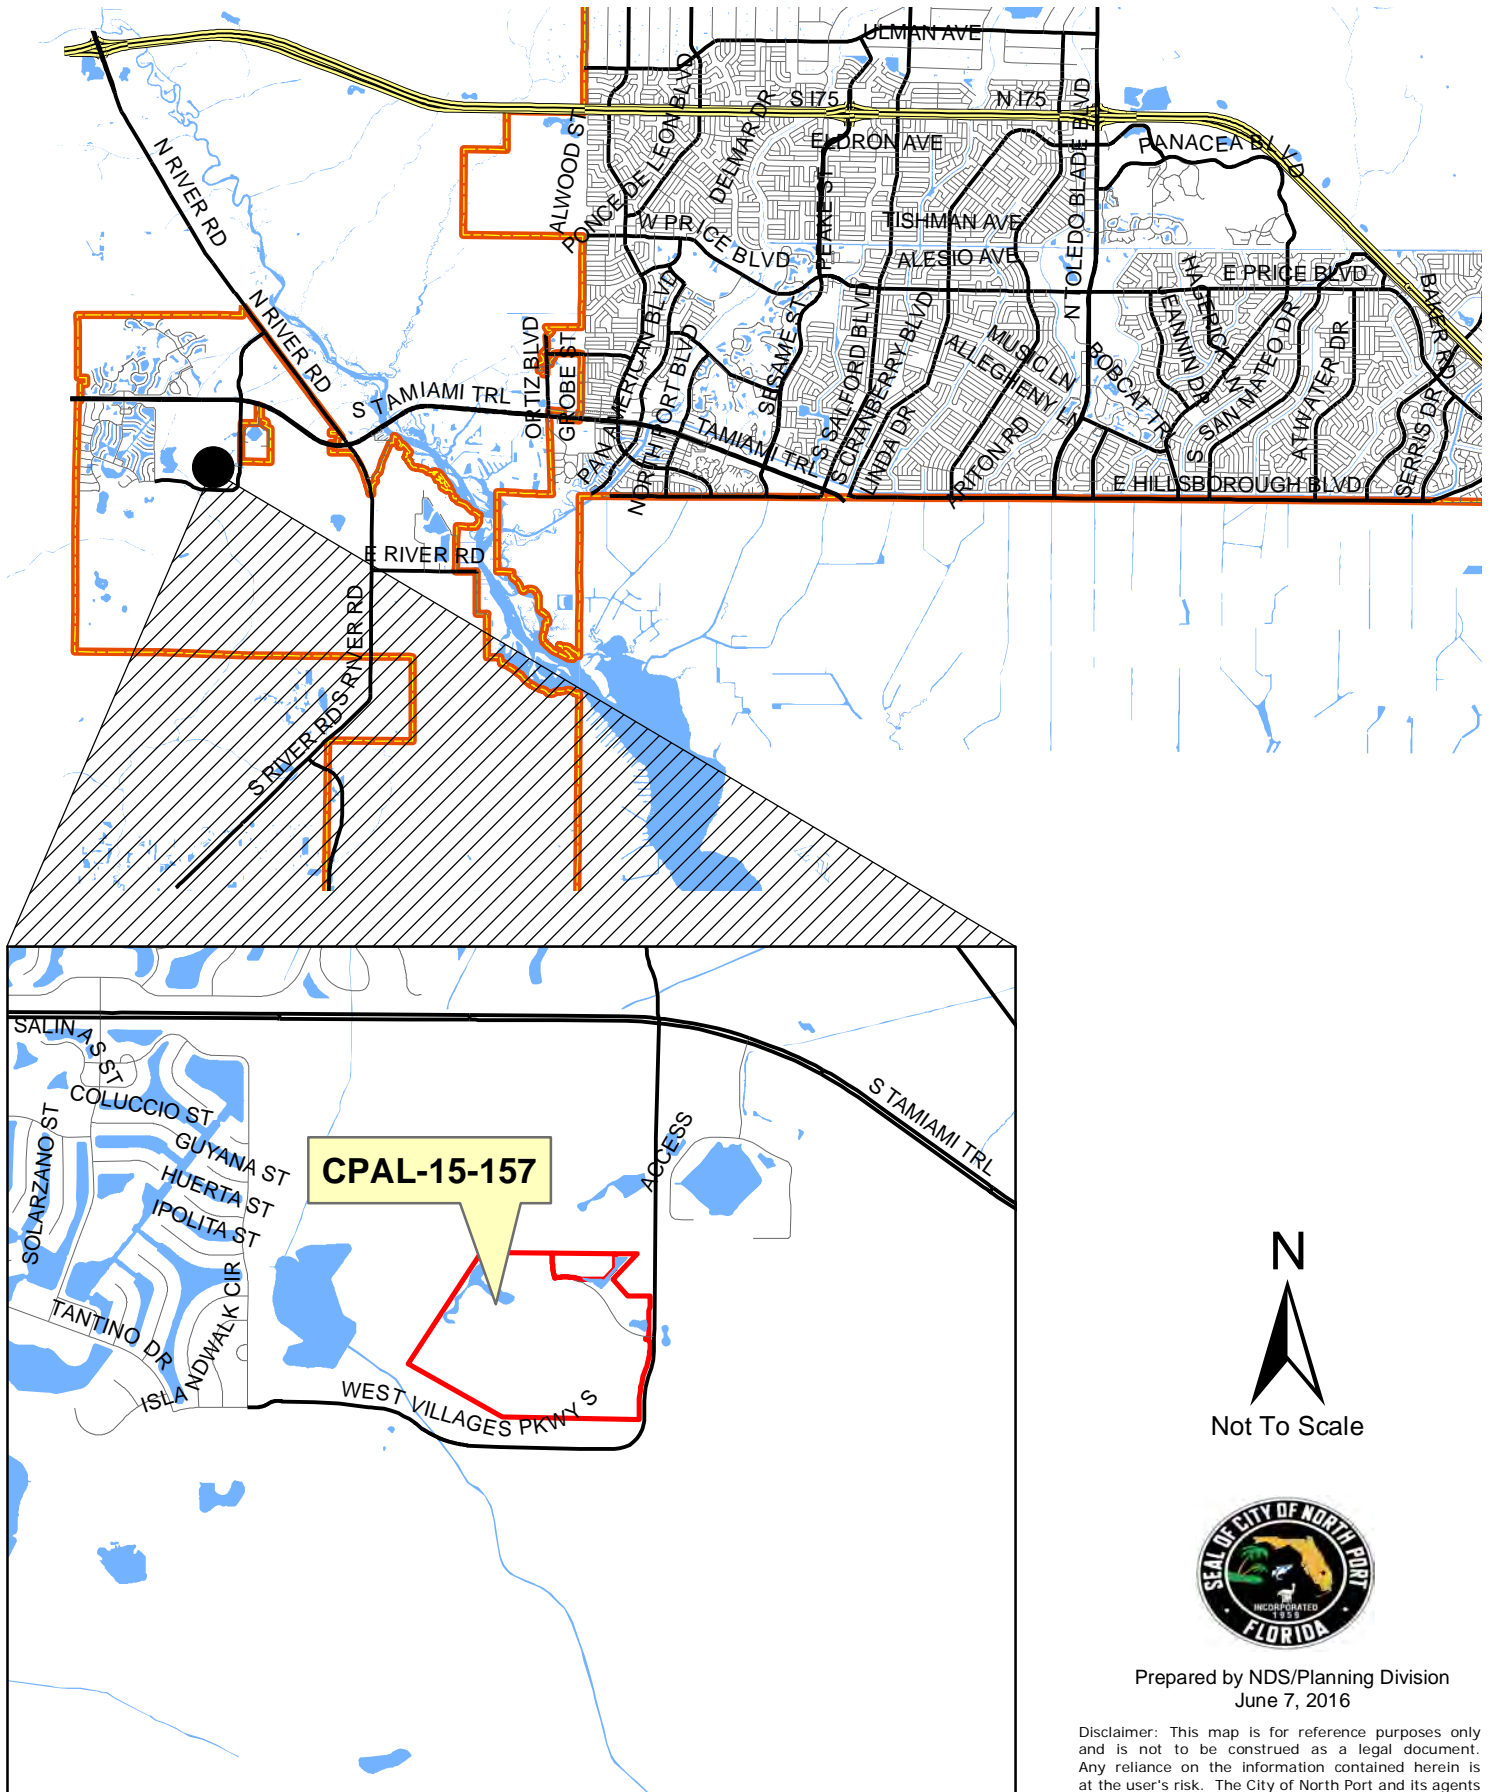 ULMAN AVE
S I75
N I75
ELDRON AVE
PANACEA BLVD
N RIVER RD
ALWOOD ST
PONCE DE LEON BLVD
DELMAR DR
PEAKE ST
N TOLEDO BLADE BLVD
W PRICE BLVD
TISHMAN AVE
ALESIO AVE
E PRICE BLVD
N RIVER RD
ORTIZ BLVD
GROBE ST
PAN AMERICAN BLVD
NORTH PORT BLVD
SESAME ST
S SALFORD BLVD
S CRANBERRY BLVD
LINDA DR
MUSIC LN
ALLEGHENY LN
ARITON RD
BOBCAT TR
JEANNIN DR
HAGERICK LN
S SAN MATEO DR
ATWATER DR
SERRIS DR
S TAMIAMI TRL
TAMIAMI TRL
E HILLSBOROUGH BLVD
E RIVER RD
S RIVER RD
S RIVER RD
SALINAS ST
COLUCCIO ST
GUYANA ST
HUERTA ST
IPOLITA ST
SOLARZANO ST
TANTINO DR
ISLANDWALK CIR
CPAL-15-157
ACCESS
S TAMIAMI TRL
WEST VILLAGES PKWY S
N
Not To Scale
SEAL OF CITY OF NORTH PORT
INCORPORATED
1959
FLORIDA
Prepared by NDS/Planning Division
June 7, 2016
Disclaimer: This map is for reference purposes only
and is not to be construed as a legal document.
Any reliance on the information contained herein is
at the user's risk. The City of North Port and its agents